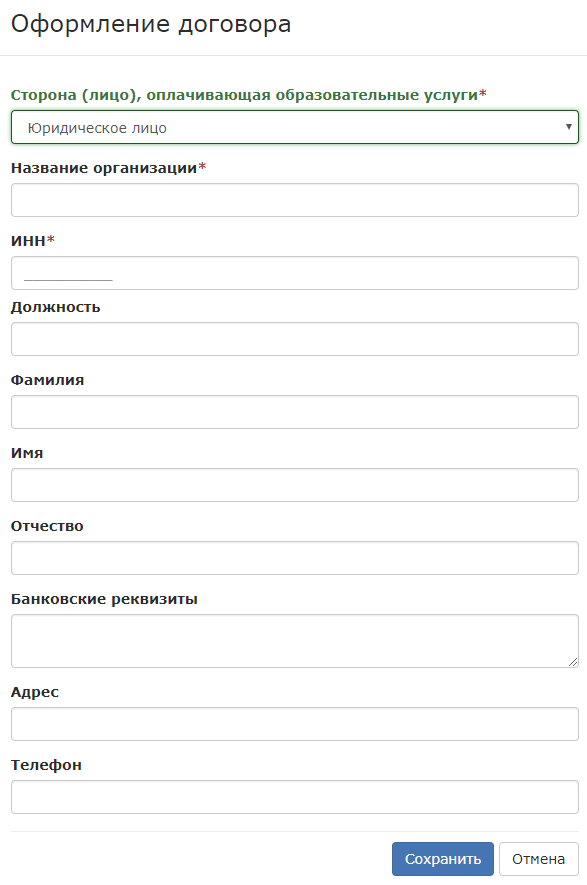 Оформление договора
Сторона (лицо), оплачивающая образовательные услуги*
Юридическое лицо
Название организации*
ИНН*
____________
Должность
Фамилия
Имя
Отчество
Банковские реквизиты
Адрес
Телефон
Сохранить Отмена